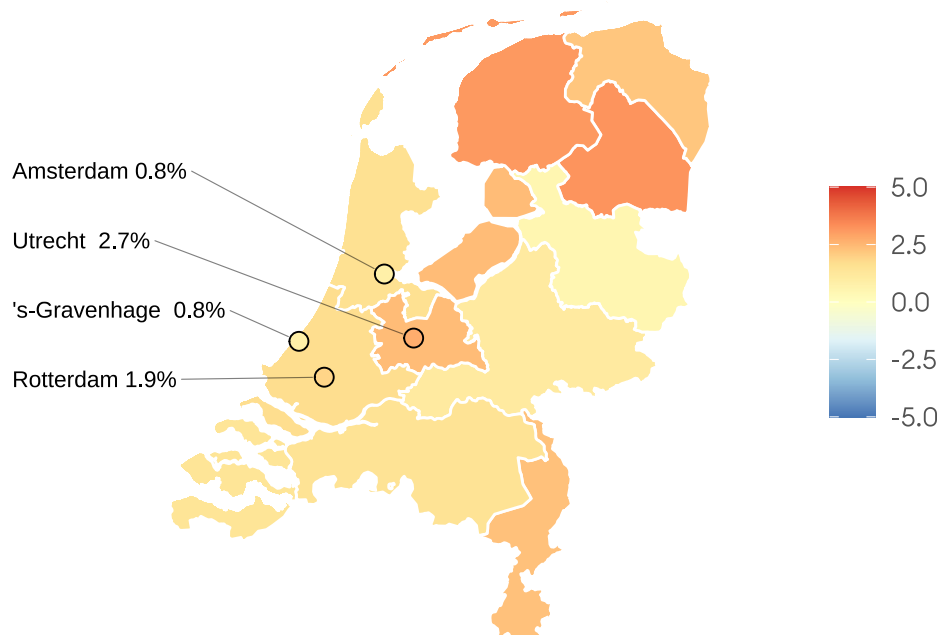 Amsterdam 0.8%
Utrecht  2.7%
's-Gravenhage  0.8%
Rotterdam 1.9%
5.0
2.5
0.0
-2.5
-5.0